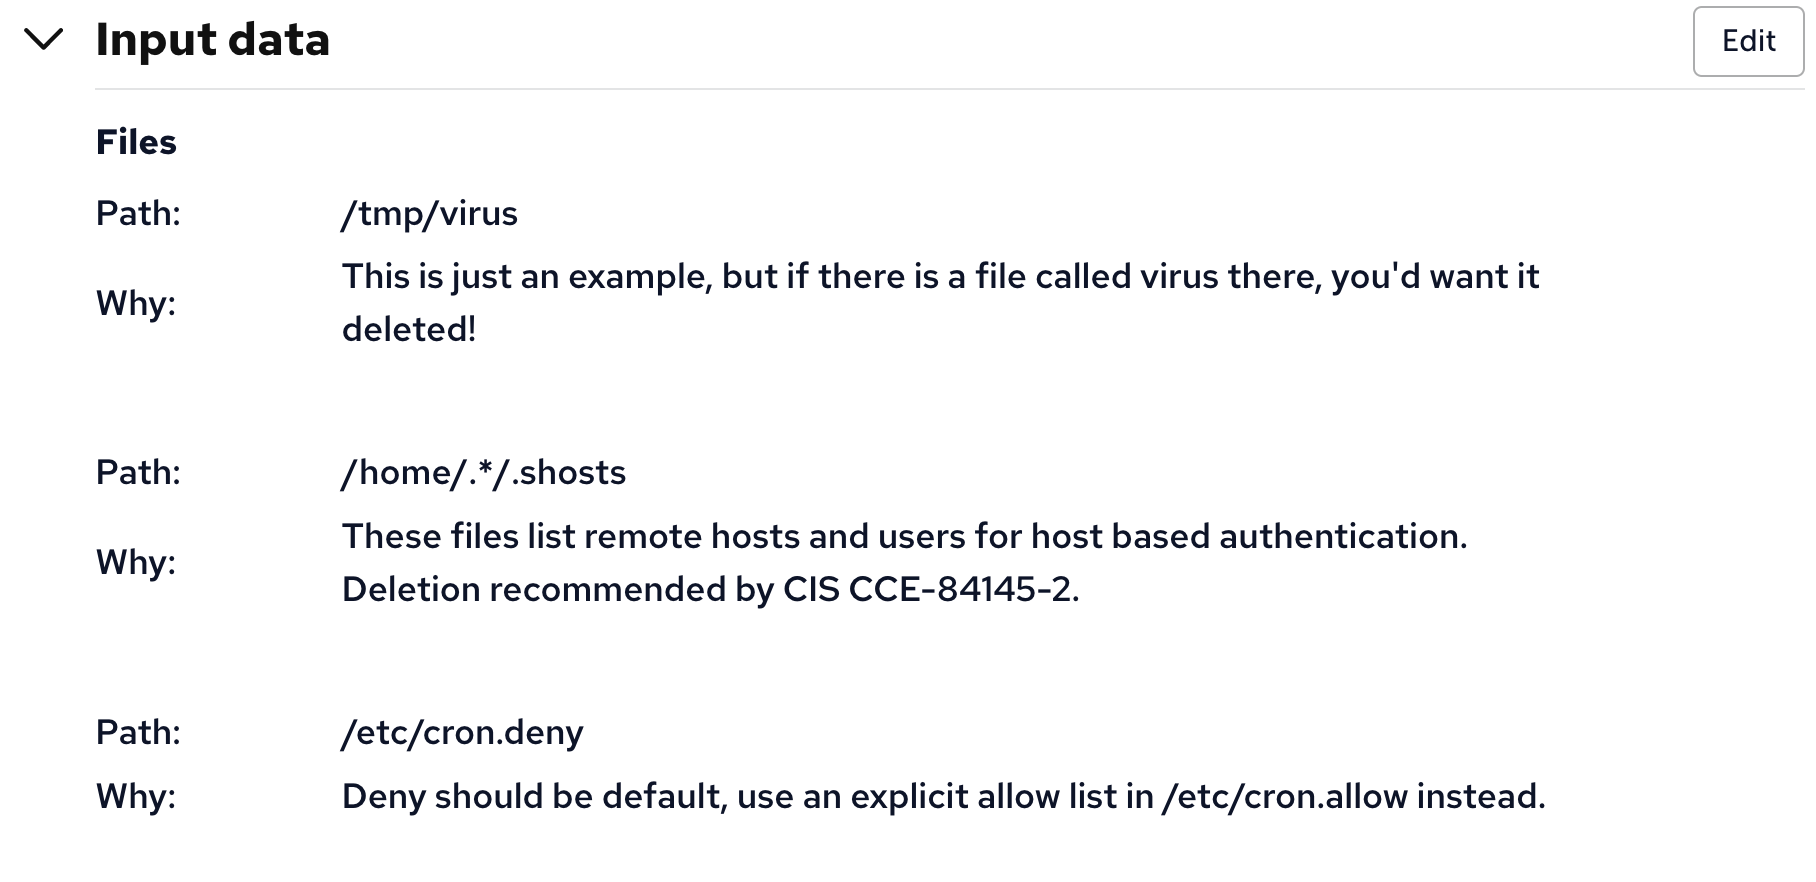 Input data
Edit
Files
Path: /tmp/virus
Why: This is just an example, but if there is a file called virus there, you'd want it
deleted!
Path: /home/.*/.shosts
Why: These files list remote hosts and users for host based authentication.
Deletion recommended by CIS CCE-84145-2.
Path: /etc/cron.deny
Why: Deny should be default, use an explicit allow list in /etc/cron.allow instead.